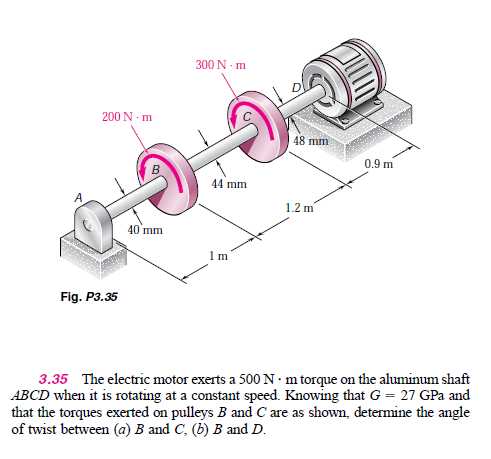 300 N · m
D
200 N · m
C
48 mm
B
0.9 m
44 mm
A
1.2 m
40 mm
1 m
Fig. P3.35
3.35 The electric motor exerts a 500 N · m torque on the aluminum shaft
ABCD when it is rotating at a constant speed. Knowing that G = 27 GPa and
that the torques exerted on pulleys B and C are as shown, determine the angle
of twist between (a) B and C, (b) B and D.